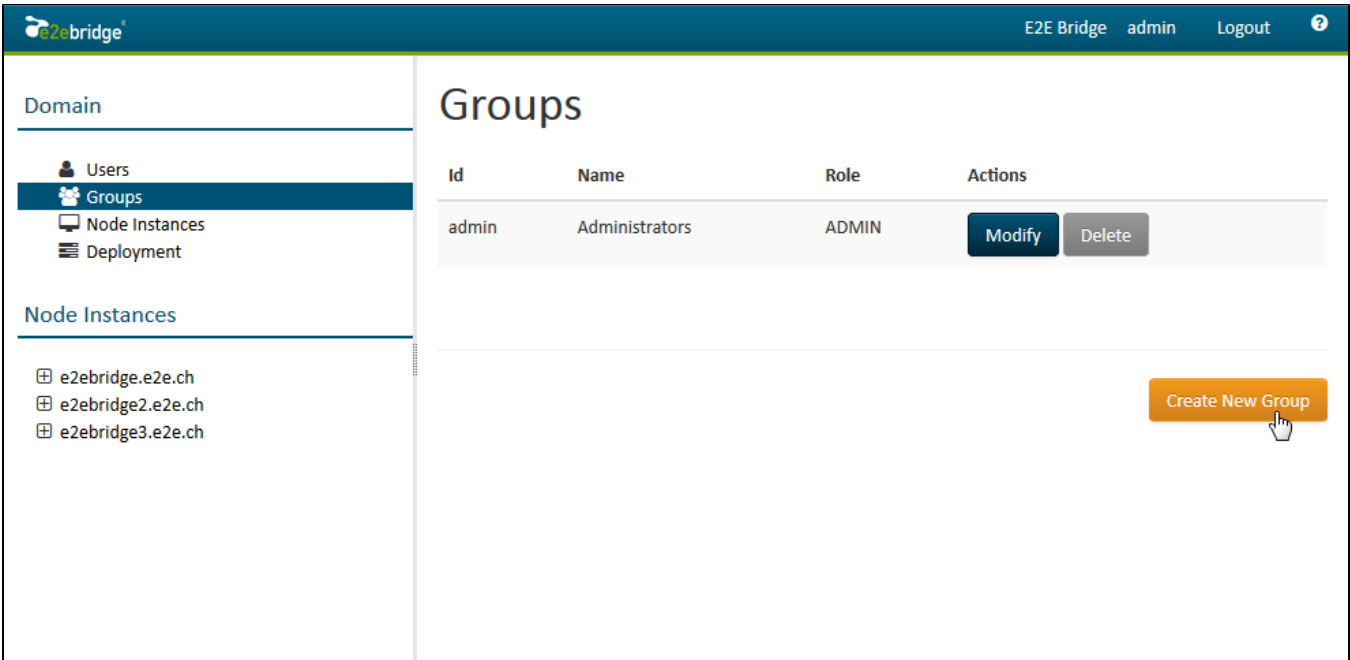 e2ebridge E2E Bridge admin Logout ?
Domain
Users
Groups
Node Instances
Deployment
Node Instances
e2ebridge.e2e.ch
e2ebridge2.e2e.ch
e2ebridge3.e2e.ch
Groups
Id Name Role Actions
admin Administrators ADMIN Modify Delete
Create New Group